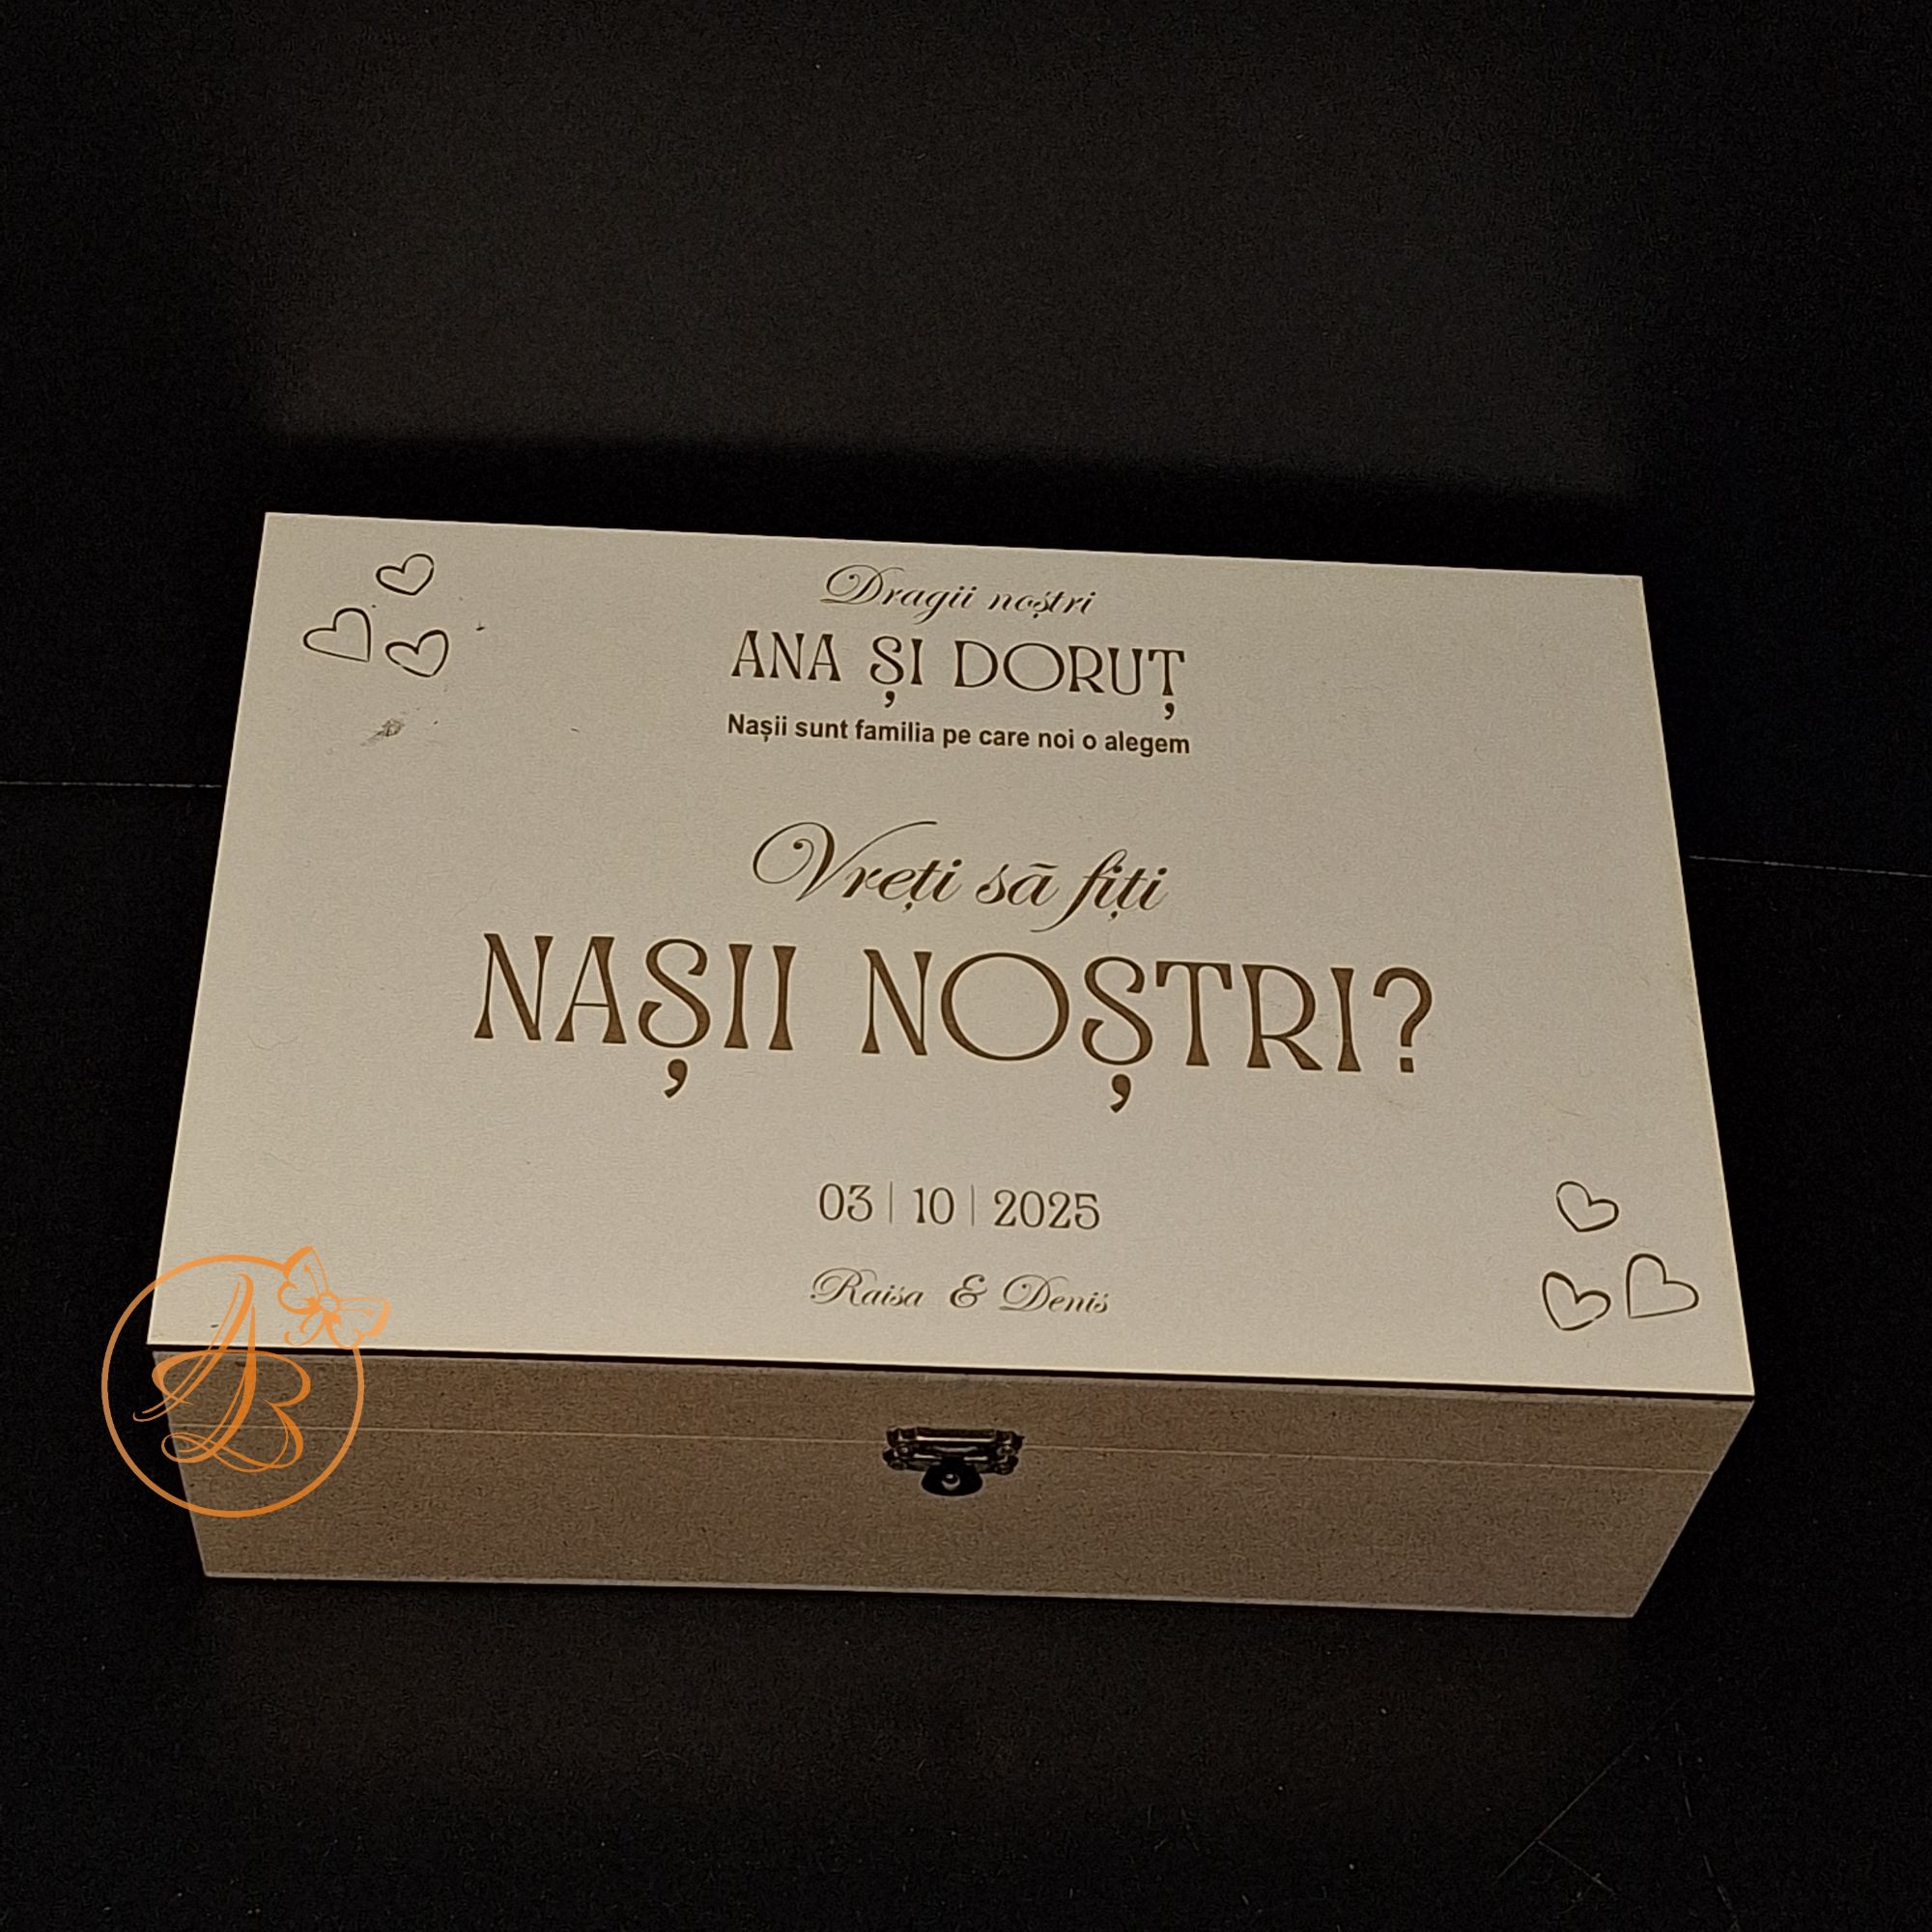 Dragii noștri
ANA ȘI DORUȚ
Nașii sunt familia pe care noi o alegem
Vreți să fiți
NAȘII NOȘTRI?
03 | 10 | 2025
Raisa & Denis
AB